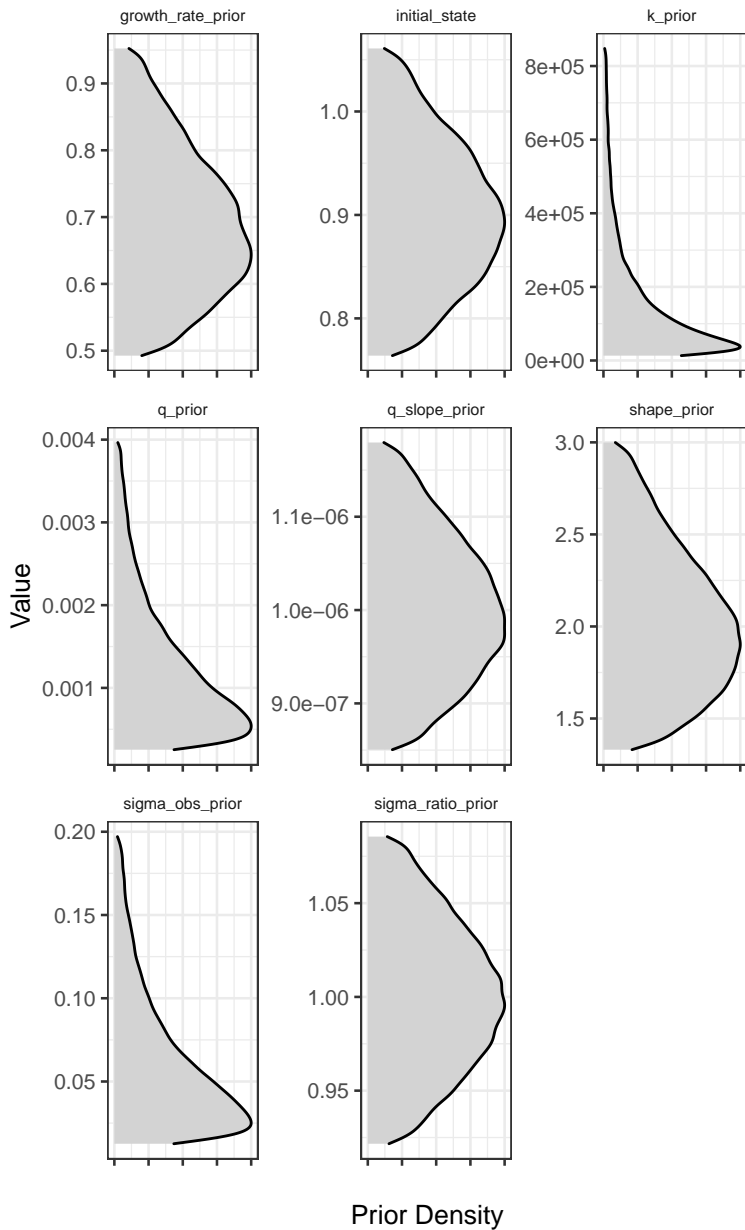 growth_rate_prior
initial_state
k_prior
0.9
0.8
0.7
0.6
0.5
1.0
0.9
0.8
8e+05
6e+05
4e+05
2e+05
0e+00
q_prior
q_slope_prior
shape_prior
0.004
0.003
0.002
0.001
1.1e−06
1.0e−06
9.0e−07
3.0
2.5
2.0
1.5
Value
sigma_obs_prior
sigma_ratio_prior
0.20
0.15
0.10
0.05
1.05
1.00
0.95
Prior Density